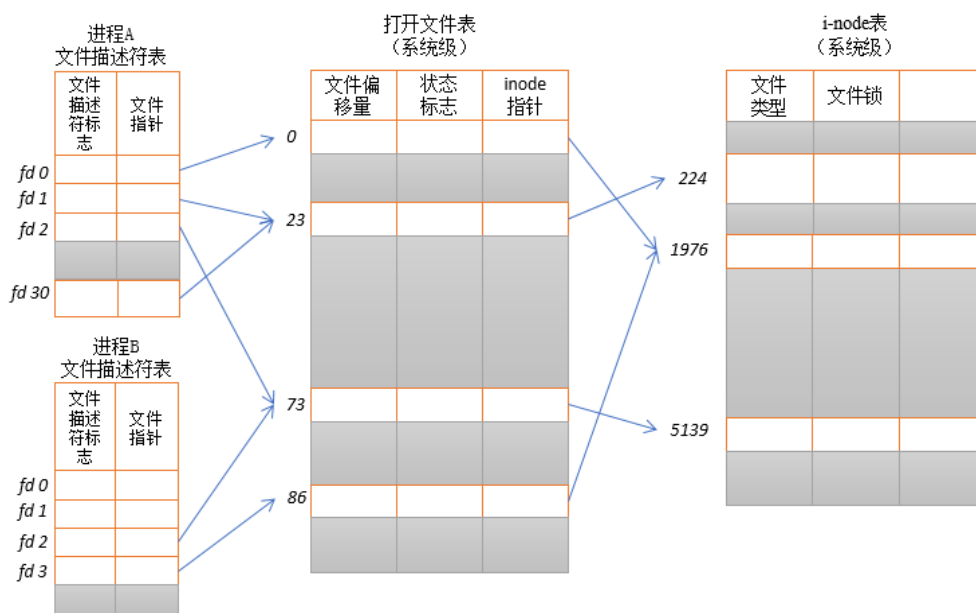 进程A
文件描述符表
文件
描述
符标
志
文件
指针
fd 0
fd 1
fd 2
fd 30
进程B
文件描述符表
文件
描述
符标
志
文件
指针
fd 0
fd 1
fd 2
fd 3
打开文件表
（系统级）
文件偏
移量
状态
标志
inode
指针
0
23
73
86
i-node表
（系统级）
文件
类型
文件锁
224
1976
5139